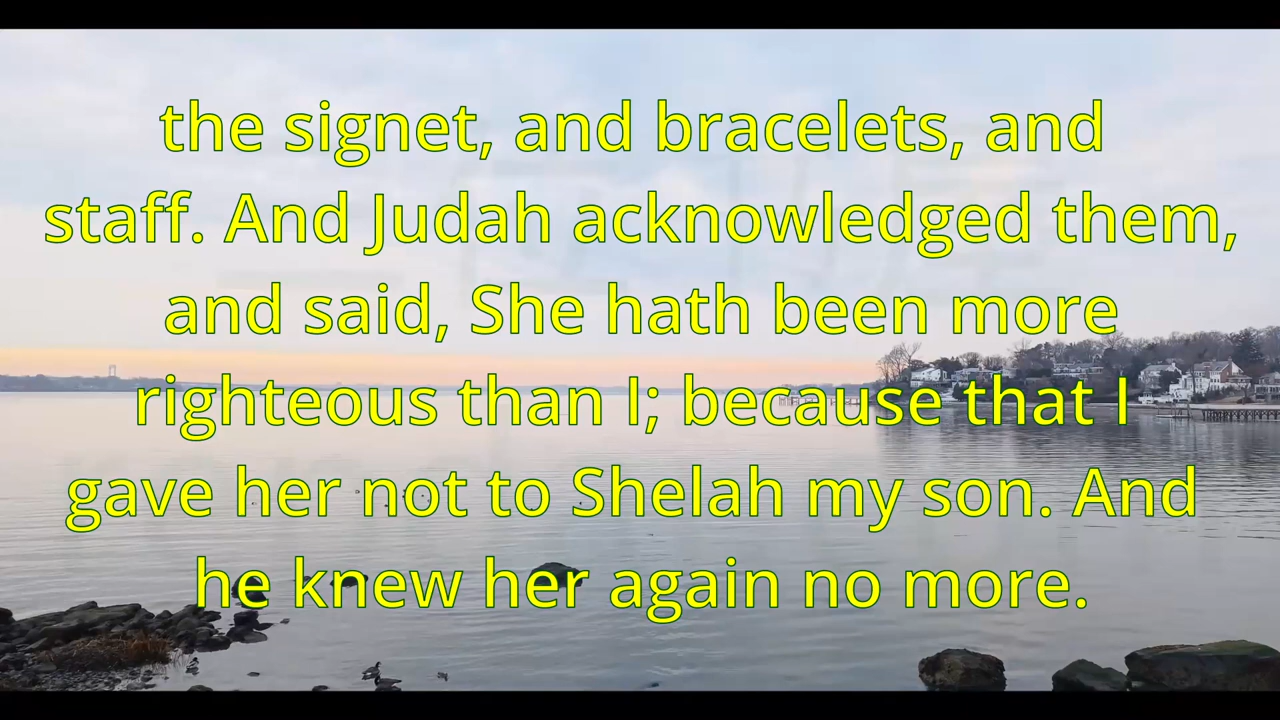 the signet, and bracelets, and
staff. And Judah acknowledged them,
and said, She hath been more
righteous than I; because that I
gave her not to Shelah my son. And
he knew her again no more.